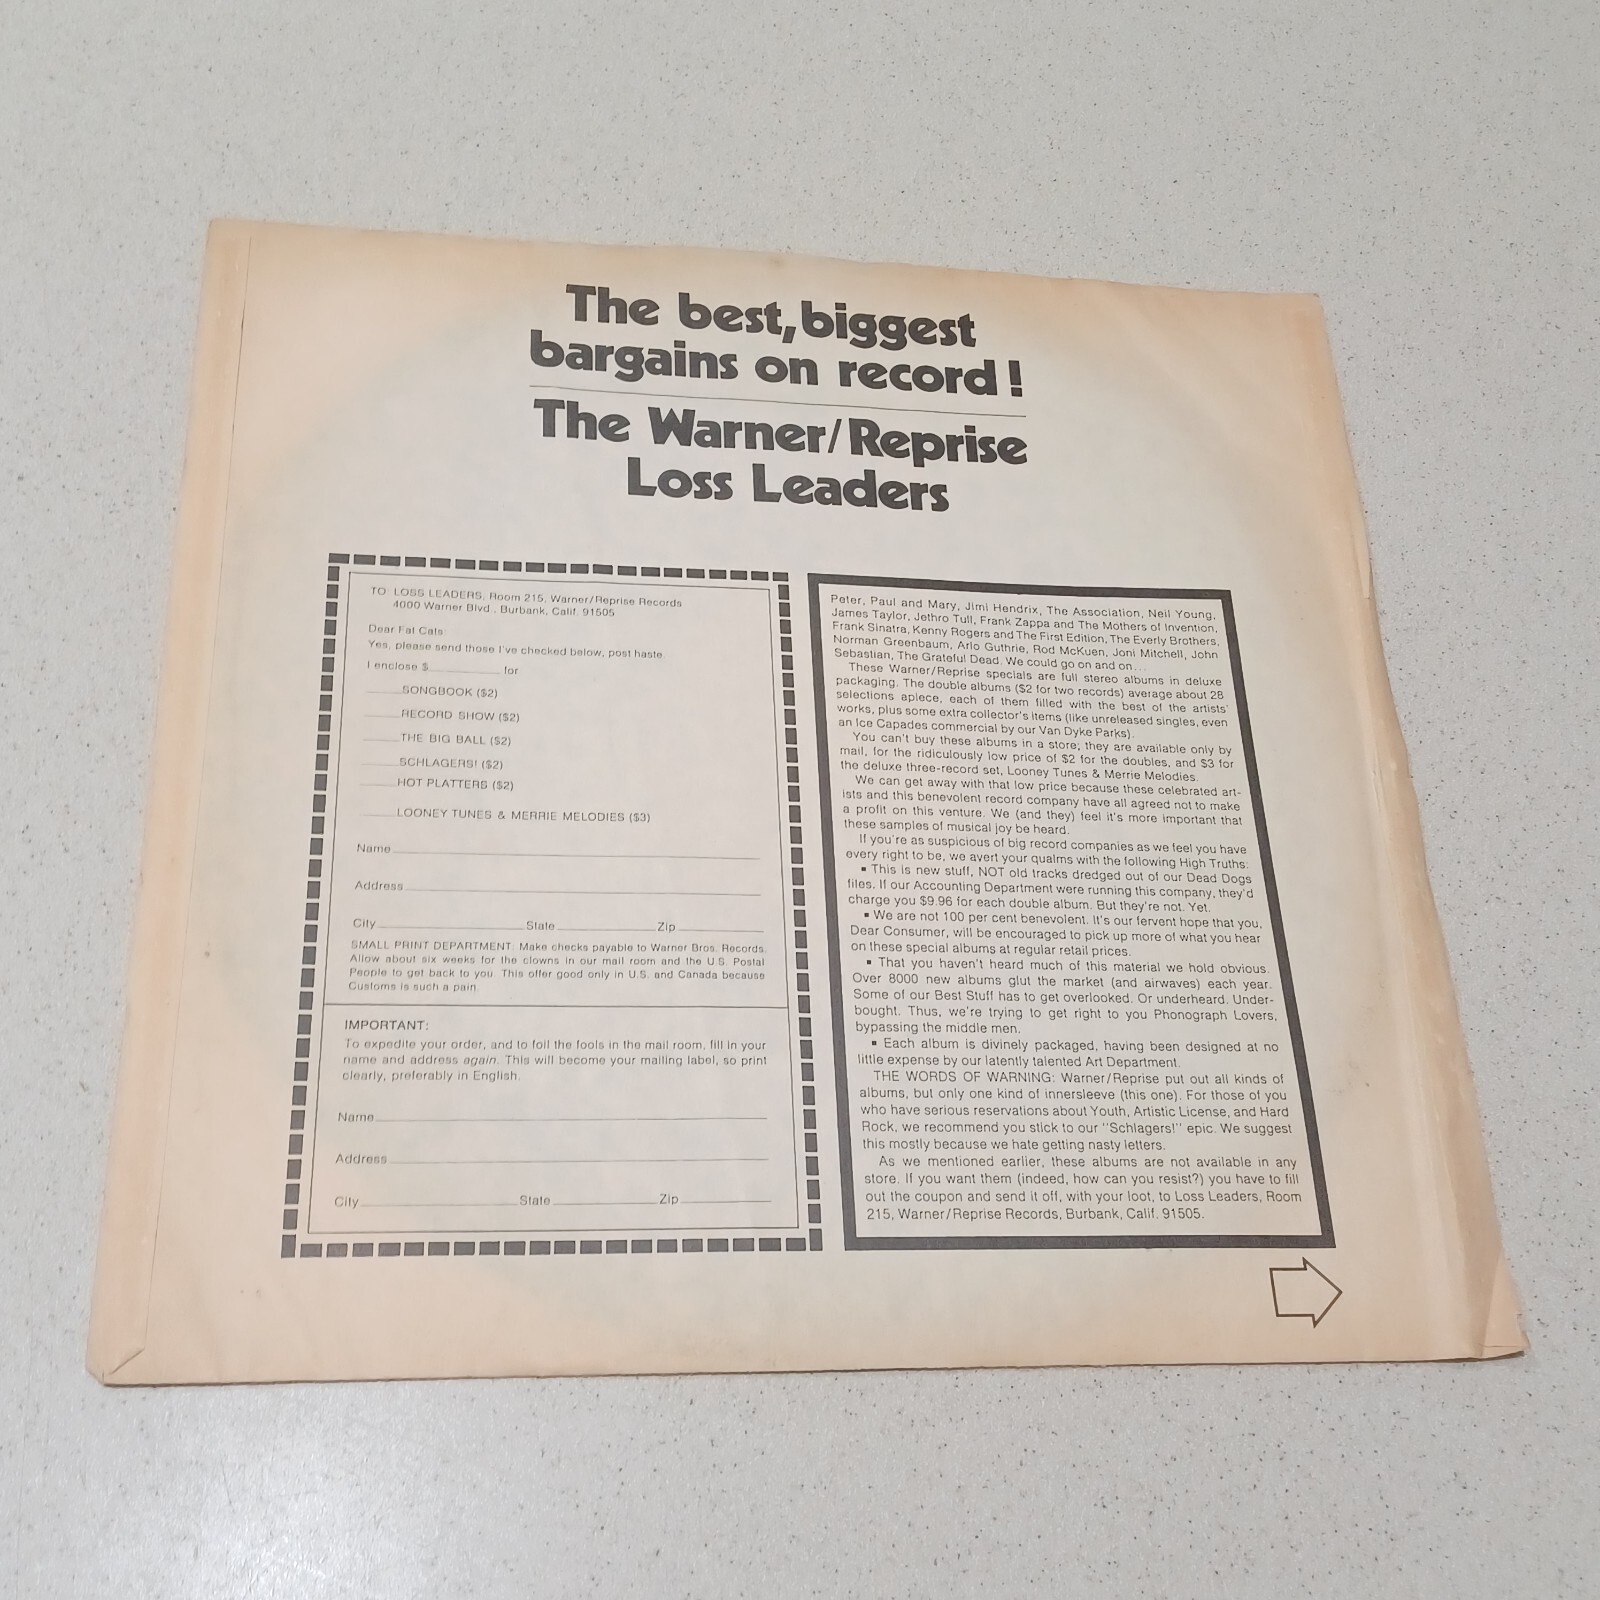 The best, biggest
bargains on record!
The Warner/Reprise
Loss Leaders
TO: LOSS LEADERS, Room 215, Warner/Reprise Records
4000 Warner Blvd., Burbank, Calif. 91505
Dear Fat Cats:
Yes, please send those I've checked below, post haste.
I enclose $__________ for
______SONGBOOK ($2)
______RECORD SHOW ($2)
______THE BIG BALL ($2)
______SCHLAGERS! ($2)
______HOT PLATTERS ($2)
______LOONEY TUNES & MERRIE MELODIES ($3)
Name
Address
City State Zip
SMALL PRINT DEPARTMENT: Make checks payable to Warner Bros. Records.
Allow about six weeks for the clowns in our mail room and the U.S. Postal
People to get back to you. This offer good only in U.S. and Canada because
Customs is such a pain.
IMPORTANT:
To expedite your order, and to foil the fools in the mail room, fill in your
name and address again. This will become your mailing label, so print
clearly, preferably in English.
Name
Address
City State Zip
Peter, Paul and Mary, Jimi Hendrix, The Association, Neil Young,
James Taylor, Jethro Tull, Frank Zappa and The Mothers of Invention,
Frank Sinatra, Kenny Rogers and The First Edition, The Everly Brothers,
Norman Greenbaum, Arlo Guthrie, Rod McKuen, Joni Mitchell, John
Sebastian, The Grateful Dead. We could go on and on...
These Warner/Reprise specials are full stereo albums in deluxe
packaging. The double albums ($2 for two records) average about 28
selections apiece, each of them filled with the best of the artists'
works, plus some extra collector's items (like unreleased singles, even
an Ice Capades commercial by our Van Dyke Parks).
You can't buy these albums in a store; they are available only by
mail, for the ridiculously low price of $2 for the doubles, and $3 for
the deluxe three-record set, Looney Tunes & Merrie Melodies.
We can get away with that low price because these celebrated art-
ists and this benevolent record company have all agreed not to make
a profit on this venture. We (and they) feel it's more important that
these samples of musical joy be heard.
If you're as suspicious of big record companies as we feel you have
every right to be, we avert your qualms with the following High Truths:
▪ This is new stuff, NOT old tracks dredged out of our Dead Dogs
files. If our Accounting Department were running this company, they'd
charge you $9.96 for each double album. But they're not. Yet.
▪ We are not 100 per cent benevolent. It's our fervent hope that you,
Dear Consumer, will be encouraged to pick up more of what you hear
on these special albums at regular retail prices.
▪ That you haven't heard much of this material we hold obvious.
Over 8000 new albums glut the market (and airwaves) each year.
Some of our Best Stuff has to get overlooked. Or underheard. Under-
bought. Thus, we're trying to get right to you Phonograph Lovers,
bypassing the middle men.
▪ Each album is divinely packaged, having been designed at no
little expense by our latently talented Art Department.
THE WORDS OF WARNING: Warner/Reprise put out all kinds of
albums, but only one kind of innersleeve (this one). For those of you
who have serious reservations about Youth, Artistic License, and Hard
Rock, we recommend you stick to our "Schlagers!" epic. We suggest
this mostly because we hate getting nasty letters.
As we mentioned earlier, these albums are not available in any
store. If you want them (indeed, how can you resist?) you have to fill
out the coupon and send it off, with your loot, to Loss Leaders, Room
215, Warner/Reprise Records, Burbank, Calif. 91505.